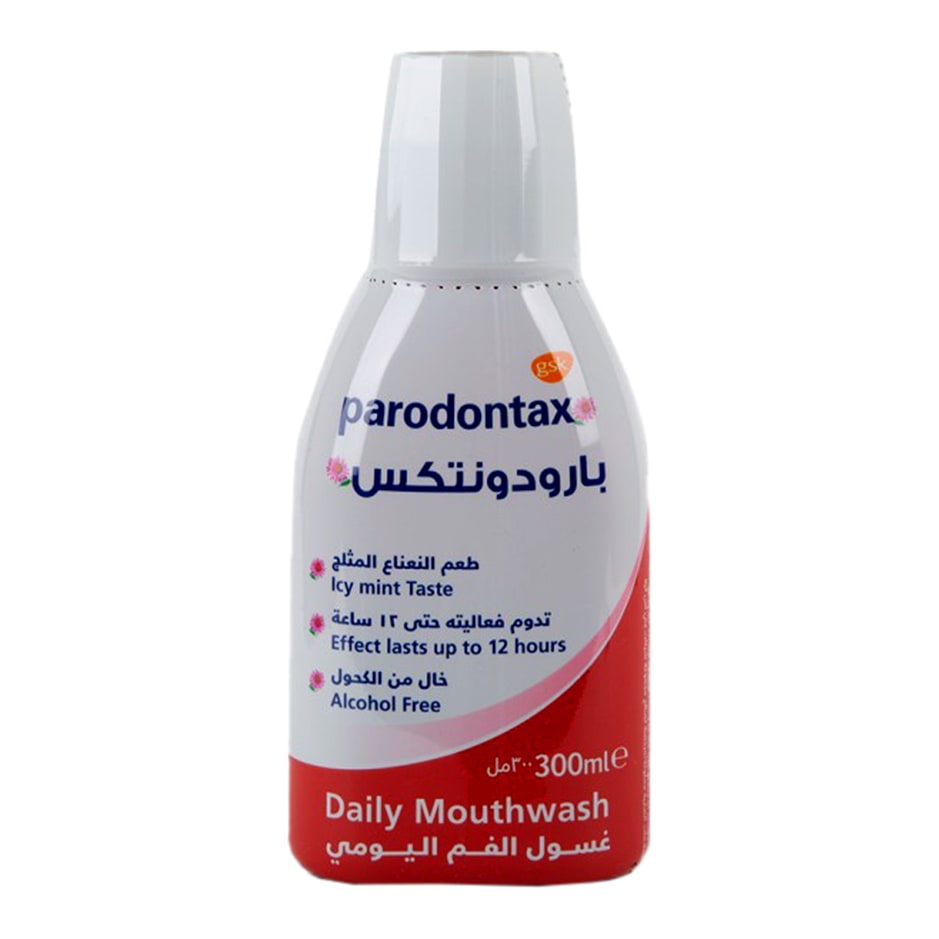 gsk
parodontax
بارودونتكس
طعم النعناع المثلج
Icy mint Taste
تدوم فعاليته حتى ١٢ ساعة
Effect lasts up to 12 hours
خال من الكحول
Alcohol Free
٣٠٠مل 300ml℮
Daily Mouthwash
غسول الفم اليومي